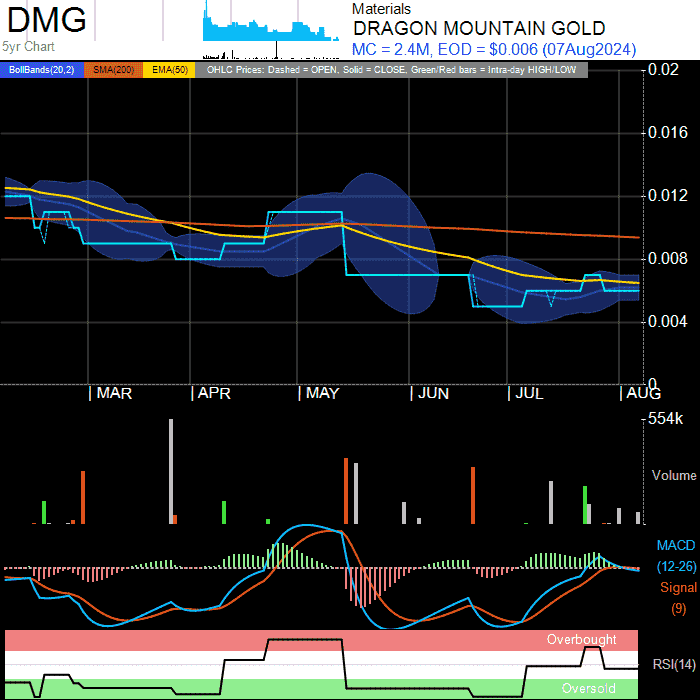 DMG
5yr Chart
Materials
DRAGON MOUNTAIN GOLD
MC = 2.4M, EOD = $0.006 (07Aug2024)
BollBands(20,2) SMA(200) EMA(50) OHLC Prices: Dashed = OPEN, Solid = CLOSE, Green/Red bars = Intra-day HIGH/LOW
0.02
0.016
0.012
0.008
0.004
0
MAR APR MAY JUN JUL AUG
554k
Volume
MACD
(12-26)
Signal
(9)
Overbought
RSI(14)
Oversold